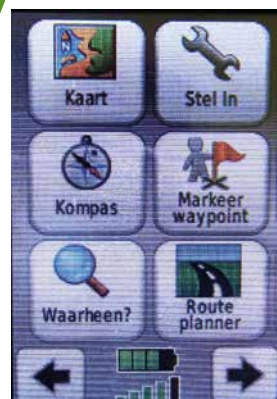 Kaart
Stel In
Kompas
Markeer
waypoint
Waarheen?
Route
planner